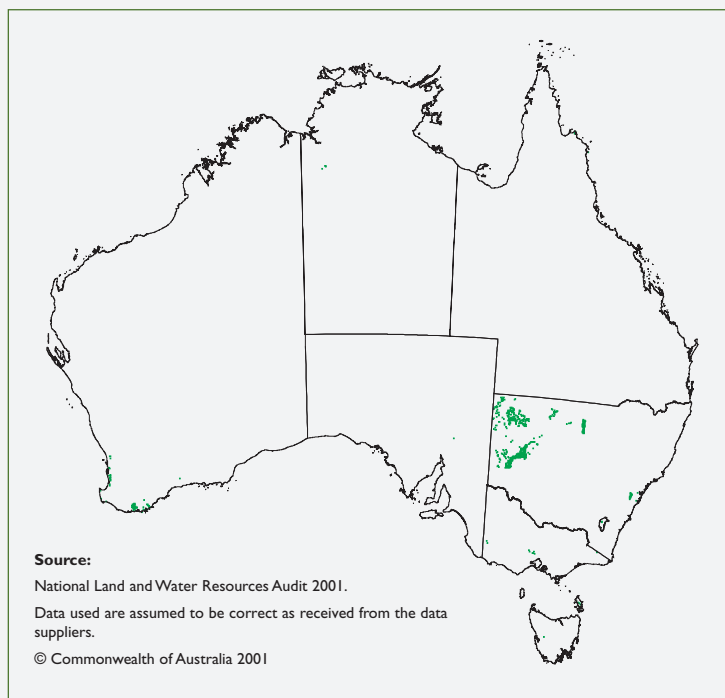 Source:
National Land and Water Resources Audit 2001.
Data used are assumed to be correct as received from the data
suppliers.
© Commonwealth of Australia 2001